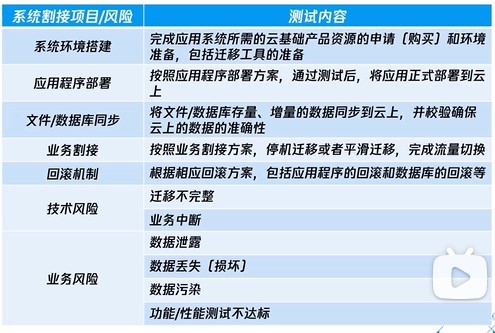 系统割接项目/风险
测试内容
系统环境搭建
完成应用系统所需的云基础产品资源的申请（购买）和环境
准备，包括迁移工具的准备
应用程序部署
按照应用程序部署方案，通过测试后，将应用正式部署到云
上
文件/数据库同步
将文件/数据库存量、增量的数据同步到云上，并校验确保
云上的数据的准确性
业务割接
按照业务割接方案，停机迁移或者平滑迁移，完成流量切换
回滚机制
根据相应回滚方案，包括应用程序的回滚和数据库的回滚等
技术风险
迁移不完整
业务中断
业务风险
数据泄露
数据丢失（损坏）
数据污染
功能/性能测试不达标